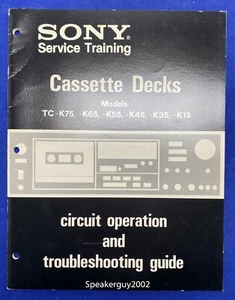 SONY®
Service Training
Cassette Decks
Models
TC-K75, -K65, -K55, -K45, -K35, -K15
circuit operation
and
troubleshooting guide
Speakerguy2002